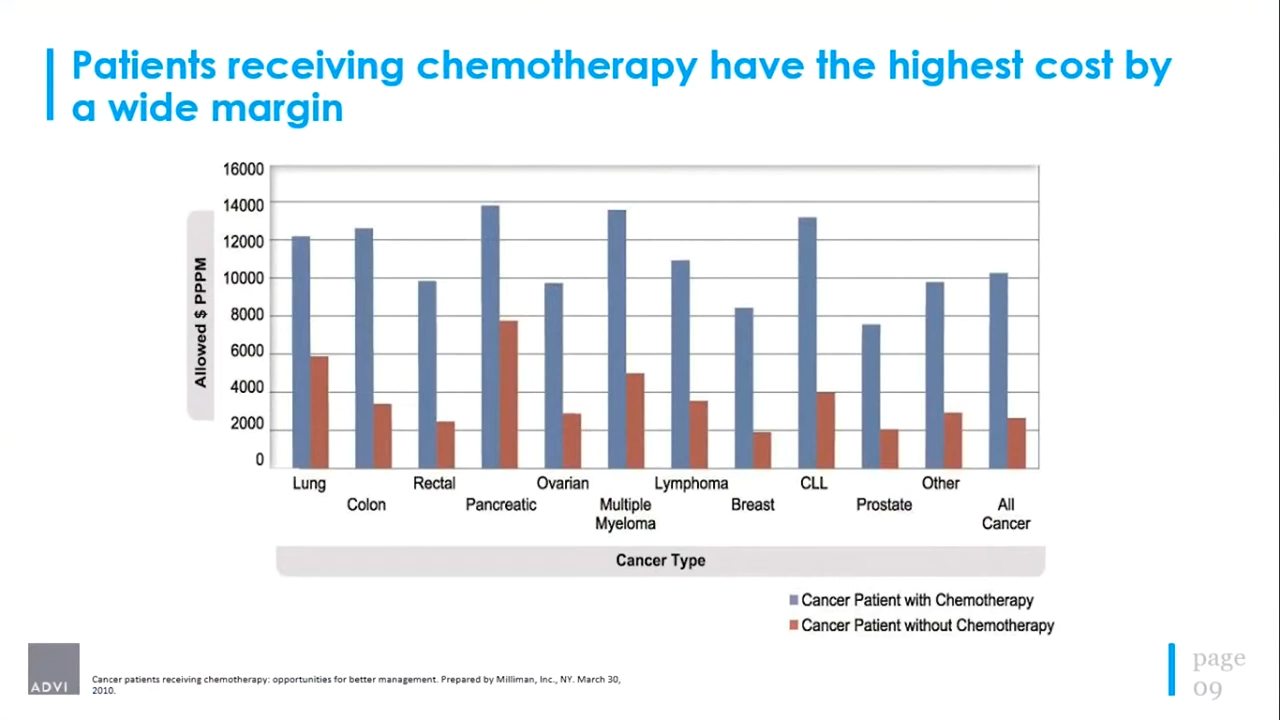 Patients receiving chemotherapy have the highest cost by
a wide margin
16000
14000
12000
10000
8000
6000
4000
2000
0
Allowed $ PPPM
Lung
Rectal
Ovarian
Lymphoma
CLL
Other
Colon
Pancreatic
Multiple
Myeloma
Breast
Prostate
All
Cancer
Cancer Type
Cancer Patient with Chemotherapy
Cancer Patient without Chemotherapy
ADVI
Cancer patients receiving chemotherapy: opportunities for better management. Prepared by Milliman, Inc., NY. March 30,
2010.
page
09